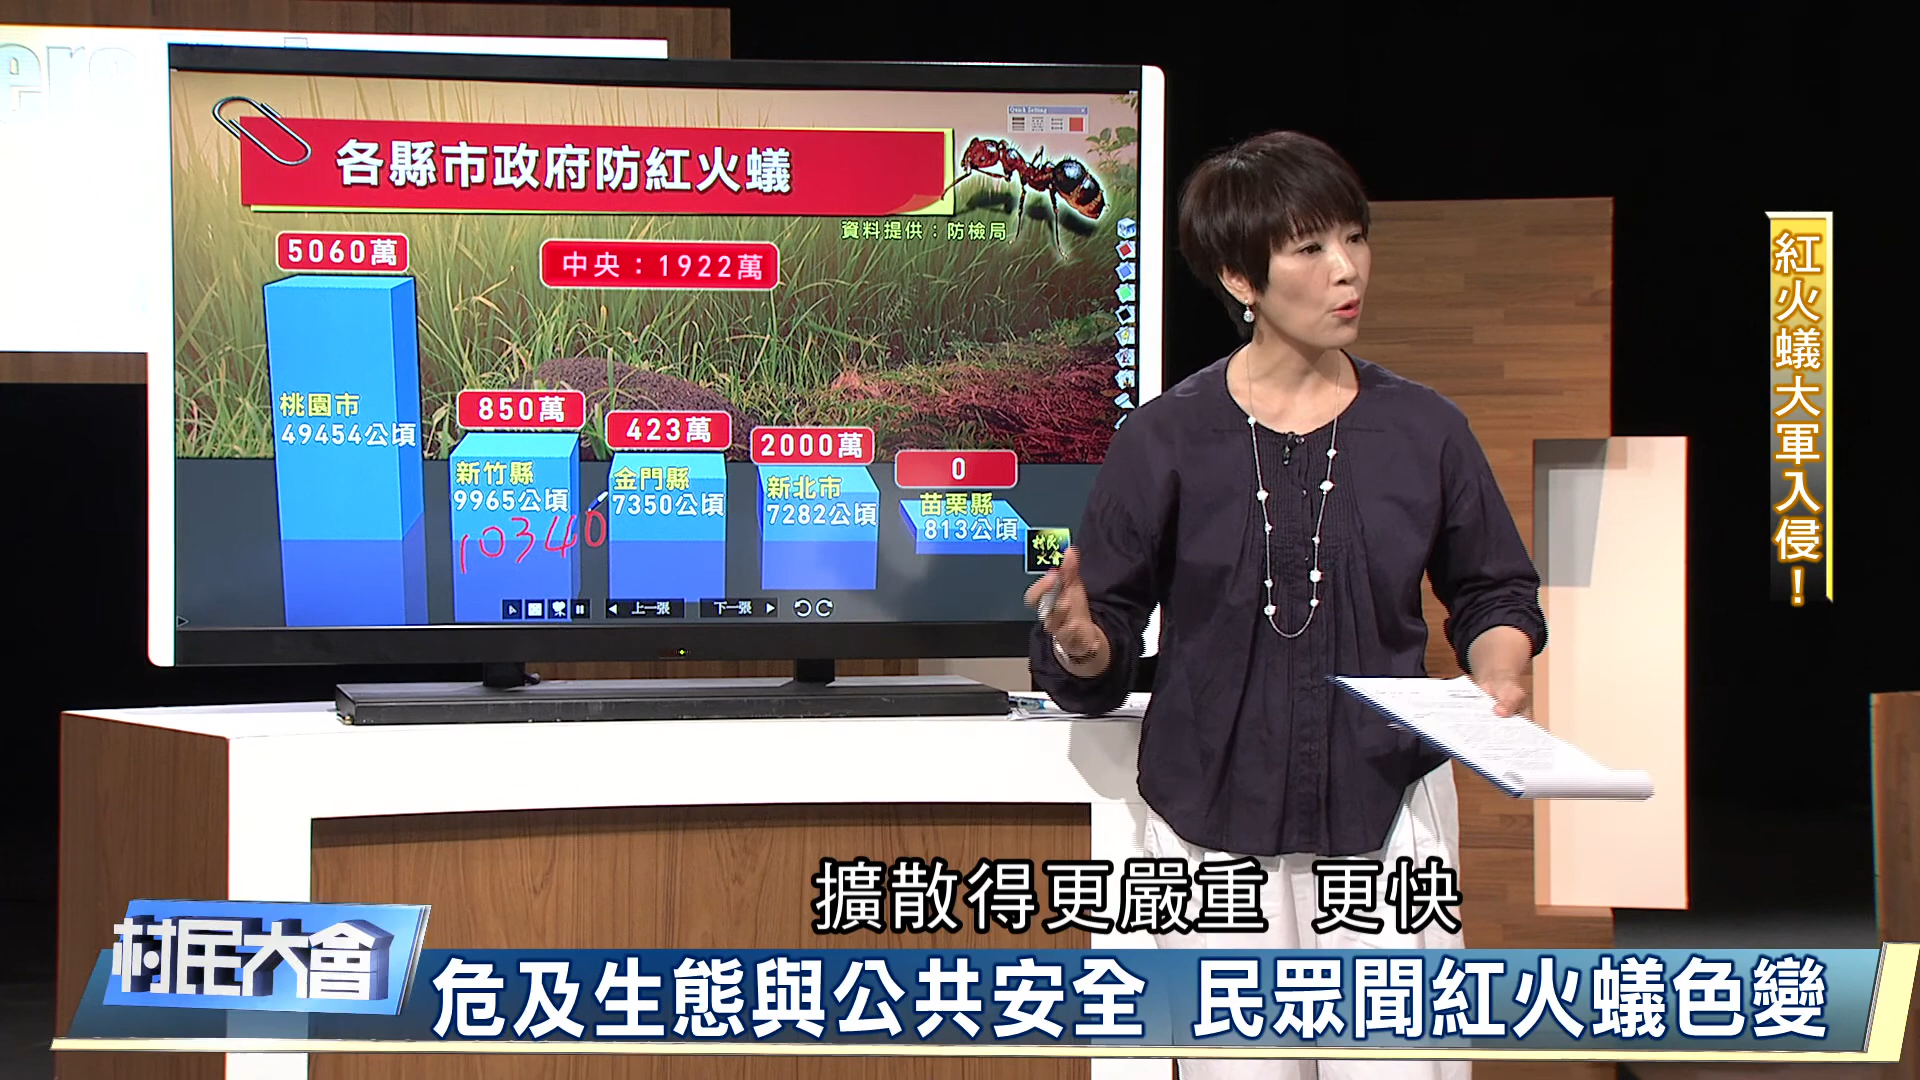 各縣市政府防紅火蟻
資料提供：防檢局
5060萬
中央：1922萬
桃園市
49454公頃
850萬
新竹縣
9965公頃
423萬
金門縣
7350公頃
2000萬
新北市
7282公頃
0
苗栗縣
813公頃
10340
村民
大會
上一張
下一張
紅火蟻大軍入侵！
擴散得更嚴重 更快
村民大會
危及生態與公共安全 民眾聞紅火蟻色變